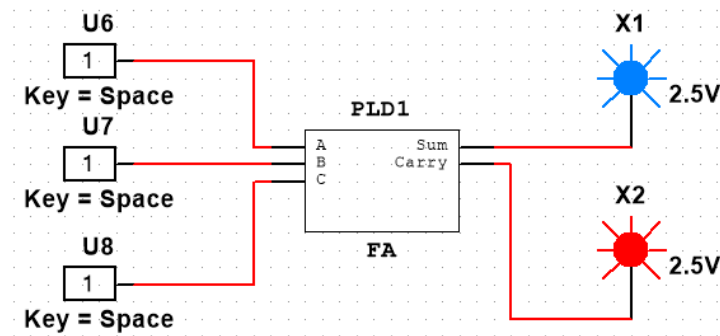 U6
1
Key = Space
U7
1
Key = Space
U8
1
Key = Space
PLD1
A
B
C
Sum
Carry
FA
X1
2.5V
X2
2.5V